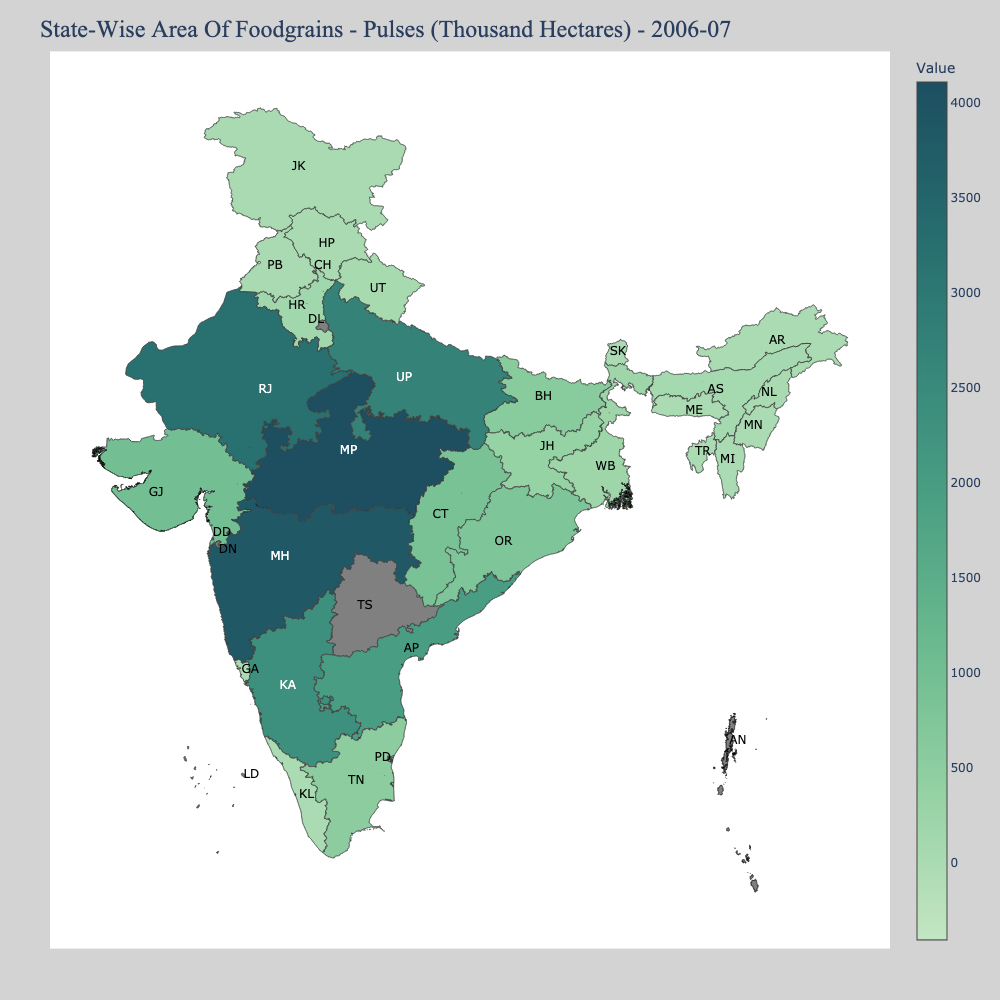 State-Wise Area Of Foodgrains - Pulses (Thousand Hectares) - 2006-07
Value
4000
3500
3000
2500
2000
1500
1000
500
0
JK
HP
PB
CH
UT
HR
DL
RJ
UP
BH
SK
AR
AS
NL
ME
MN
TR
MI
MP
JH
WB
GJ
CT
OR
DD
DN
MH
TS
AP
GA
KA
AN
PD
LD
TN
KL